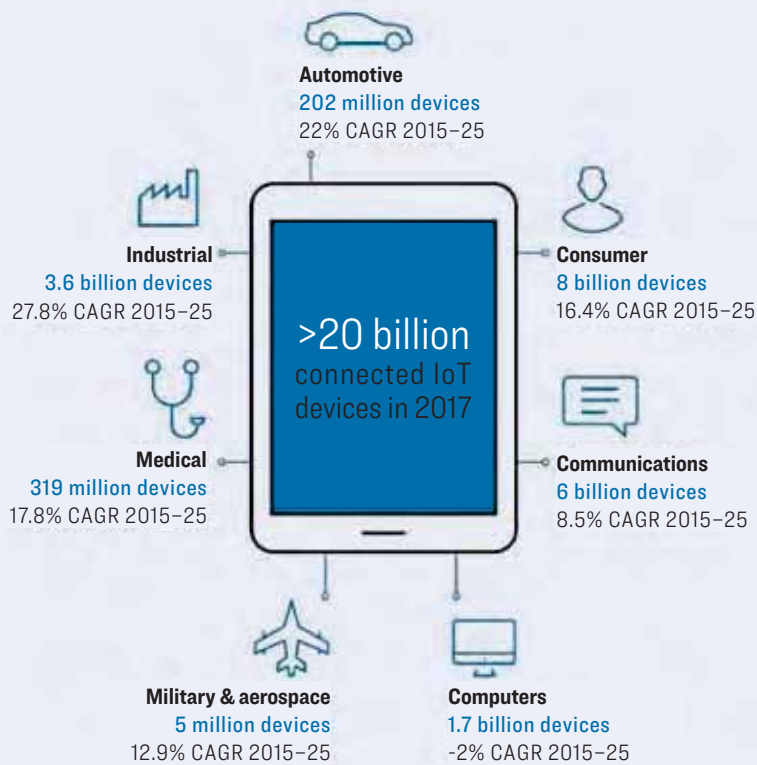 Automotive
202 million devices
22% CAGR 2015–25
Industrial
3.6 billion devices
27.8% CAGR 2015–25
Consumer
8 billion devices
16.4% CAGR 2015–25
>20 billion
connected IoT
devices in 2017
Medical
319 million devices
17.8% CAGR 2015–25
Communications
6 billion devices
8.5% CAGR 2015–25
Military & aerospace
5 million devices
12.9% CAGR 2015–25
Computers
1.7 billion devices
-2% CAGR 2015–25